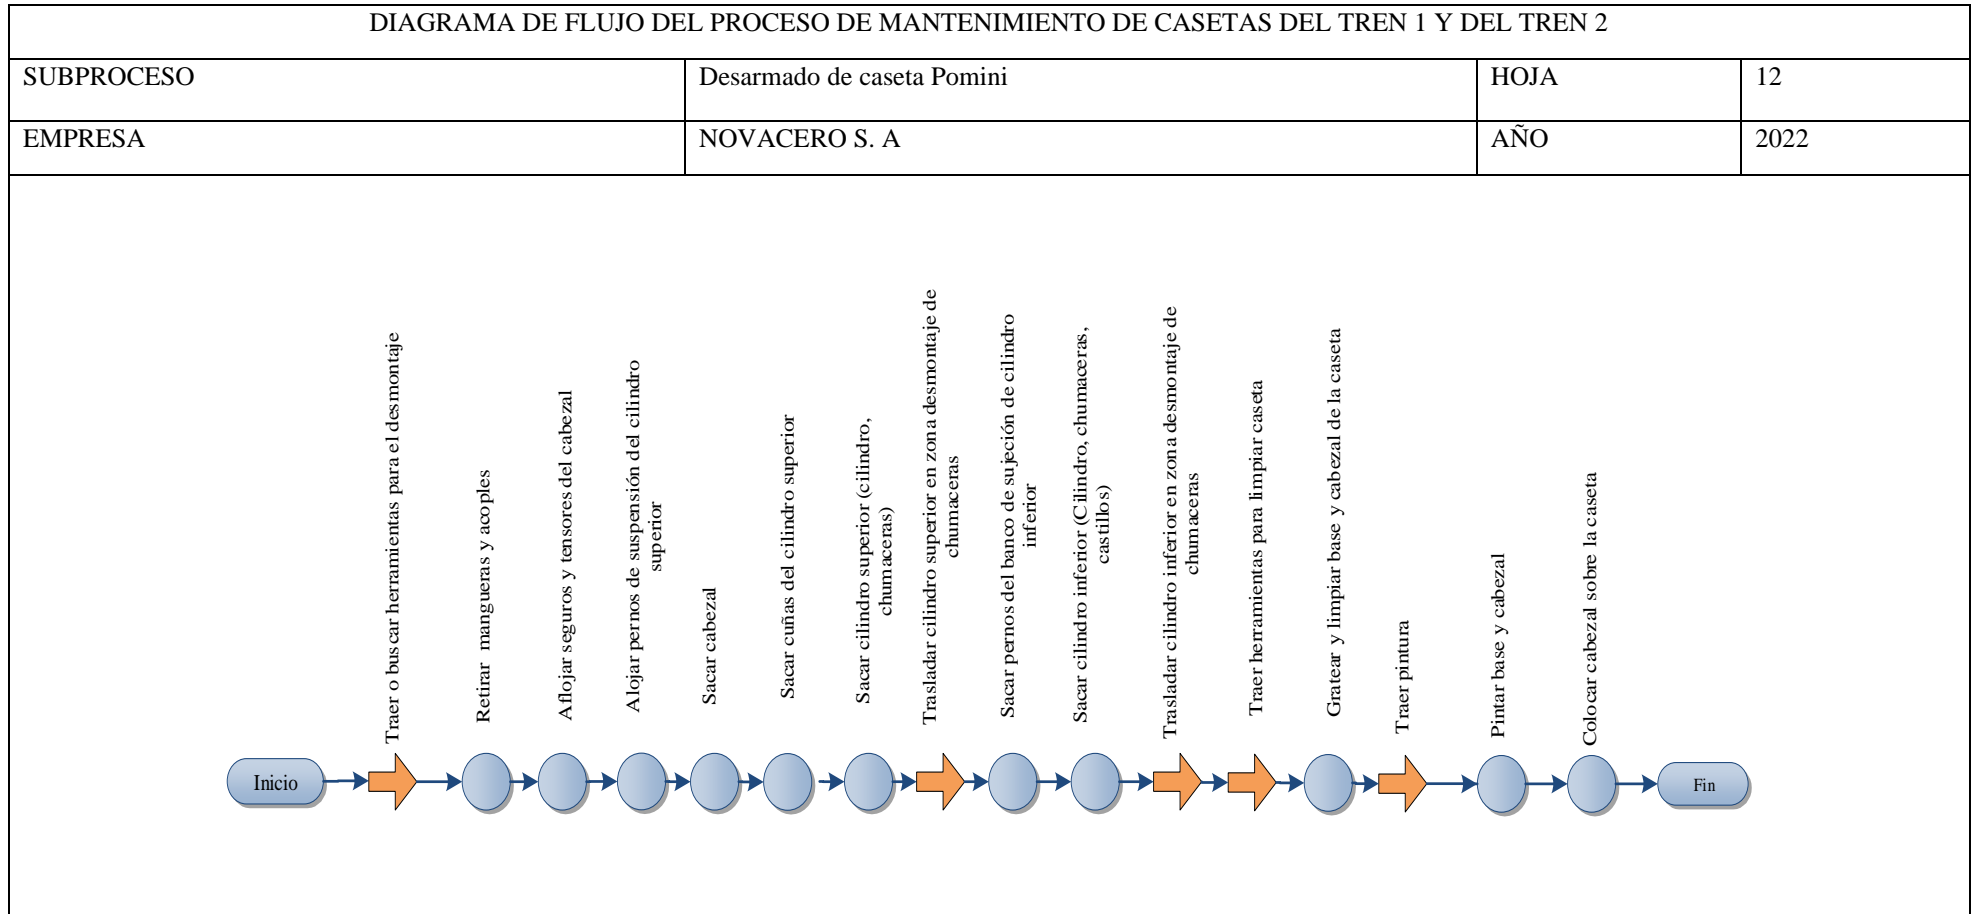 DIAGRAMA DE FLUJO DEL PROCESO DE MANTENIMIENTO DE CASETAS DEL TREN 1 Y DEL TREN 2
SUBPROCESO
Desarmado de caseta Pomini
HOJA
12
EMPRESA
NOVACERO S. A
AÑO
2022
Inicio
Traer o buscar herramientas para el desmontaje
Retirar mangueras y acoples
Aflojar seguros y tensores del cabezal
Alojar pernos de suspensión del cilindro
superior
Sacar cabezal
Sacar cuñas del cilindro superior
Sacar cilindro superior (cilindro,
chumaceras)
Trasladar cilindro superior en zona desmontaje de
chumaceras
Sacar pernos del banco de sujeción de cilindro
inferior
Sacar cilindro inferior (Cilindro, chumaceras,
castillos)
Trasladar cilindro inferior en zona desmontaje de
chumaceras
Traer herramientas para limpiar caseta
Gratear y limpiar base y cabezal de la caseta
Traer pintura
Pintar base y cabezal
Colocar cabezal sobre la caseta
Fin